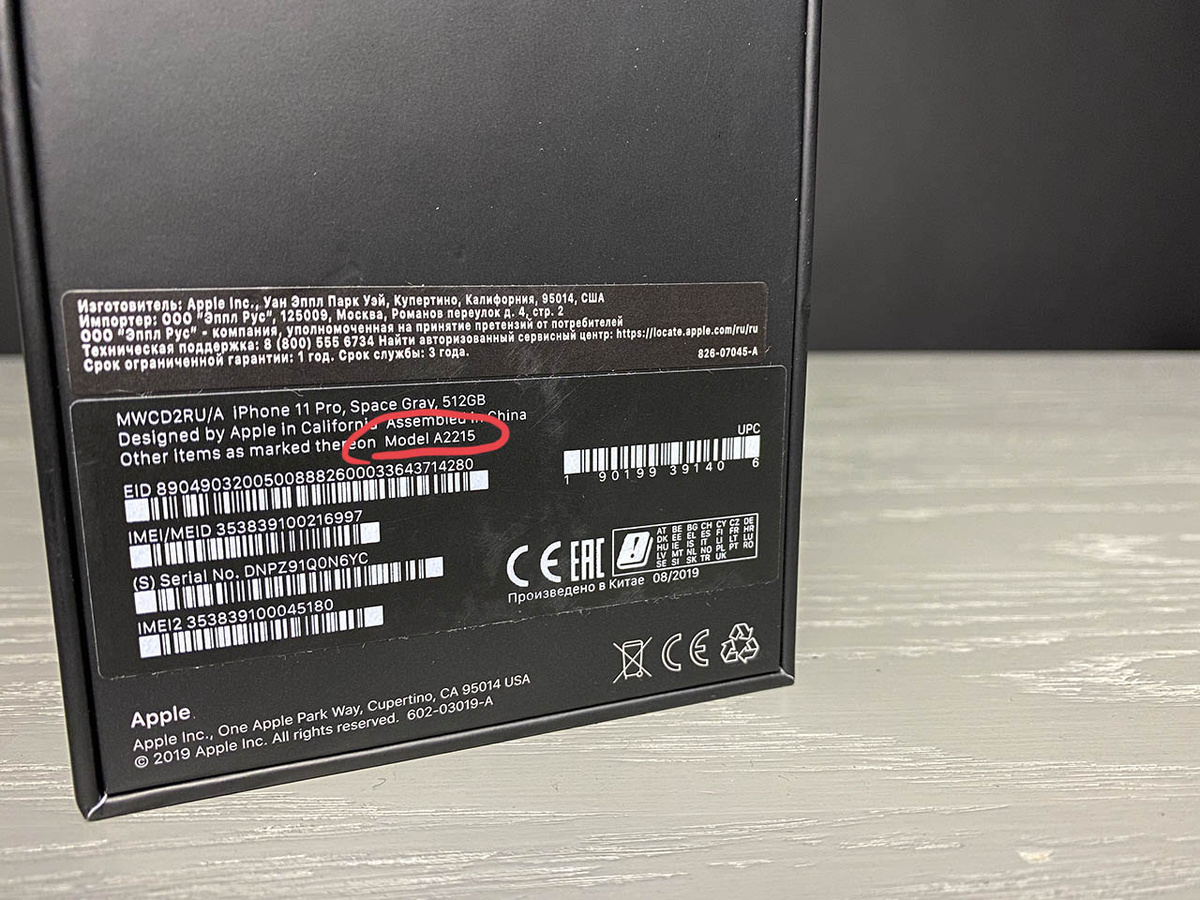 Изготовитель: Apple Inc., Уан Эппл Парк Уэй, Купертино, Калифорния, 95014, США
Импортер: ООО "Эппл Рус", 125009, Москва, Романов переулок д. 4, стр. 2
ООО "Эппл Рус" - компания, уполномоченная на принятие претензий от потребителей
Техническая поддержка: 8 (800) 555 6734 Найти авторизованный сервисный центр: https://locate.apple.com/ru/ru
Срок ограниченной гарантии: 1 год. Срок службы: 3 года.
826-07045-A
MWCD2RU/A iPhone 11 Pro, Space Gray, 512GB
Designed by Apple in California Assembled in China
Other items as marked thereon Model A2215
EID 89049032005008882600033643714280
UPC
1 90199 39140 6
IMEI/MEID 353839100216997
(S) Serial No. DNPZ91Q0N6YC
IMEI2 353839100045180
CE EAC
AT BE BG CH CY CZ DE
DK EE EL ES FI FR HR
HU IE IS IT LI LT LU
LV MT NL NO PL PT RO
SE SI SK TR UK
Произведено в Китае 08/2019
CE
Apple
Apple Inc., One Apple Park Way, Cupertino, CA 95014 USA
© 2019 Apple Inc. All rights reserved. 602-03019-A